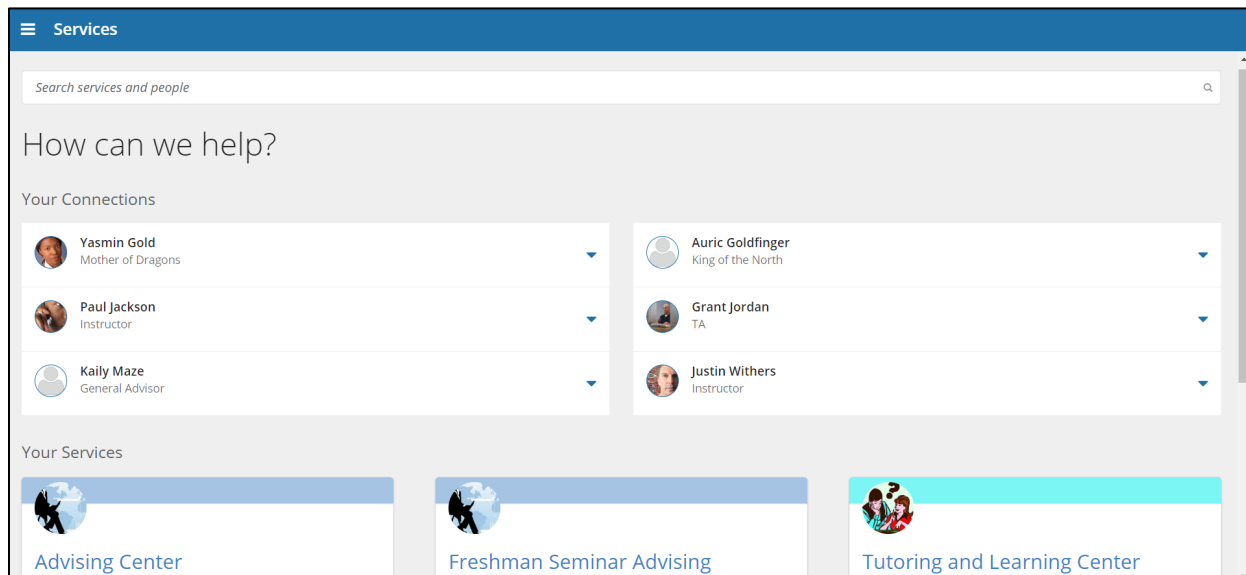 Services
Search services and people
How can we help?
Your Connections
Yasmin Gold
Mother of Dragons
Auric Goldfinger
King of the North
Paul Jackson
Instructor
Grant Jordan
TA
Kaily Maze
General Advisor
Justin Withers
Instructor
Your Services
?
Advising Center
Freshman Seminar Advising
Tutoring and Learning Center